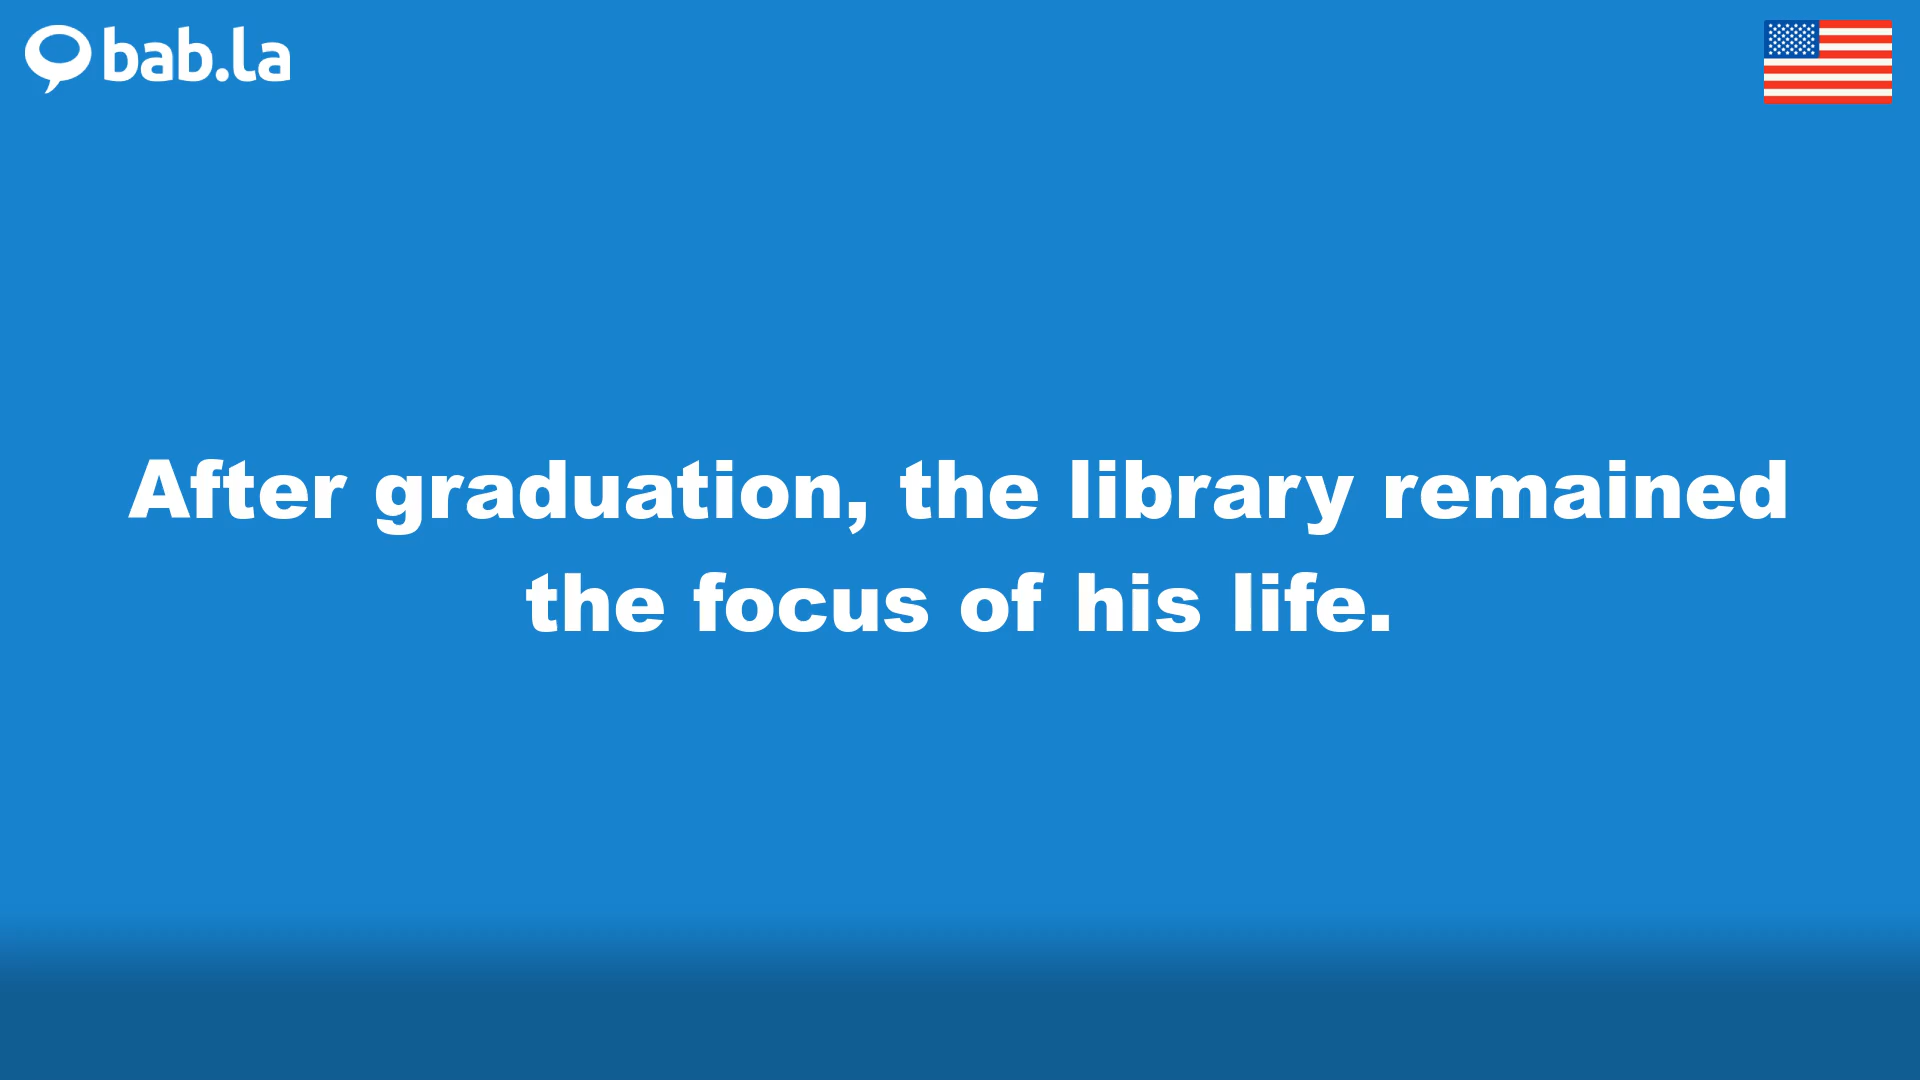 bab.la
After graduation, the library remained
the focus of his life.